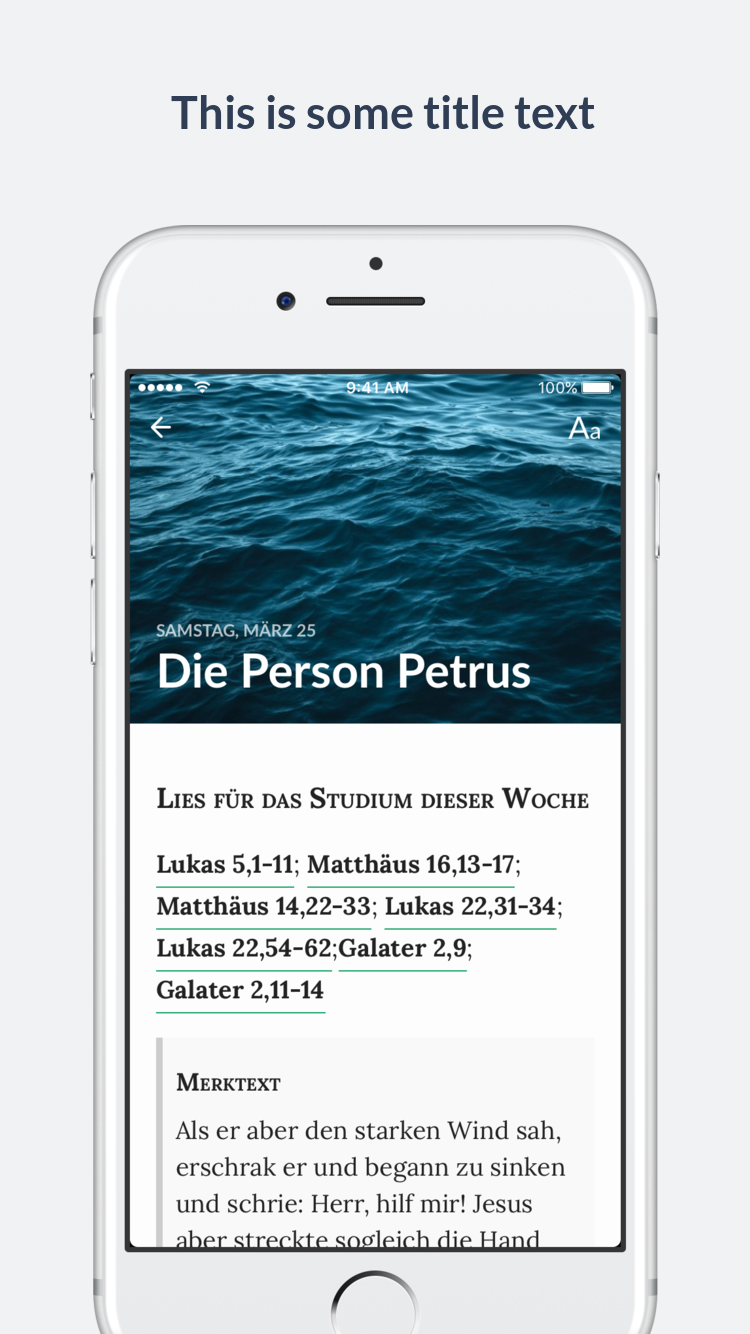 This is some title text
9:41 AM
100%
Aa
SAMSTAG, MÄRZ 25
Die Person Petrus
Lies für das Studium dieser Woche
Lukas 5,1-11; Matthäus 16,13-17;
Matthäus 14,22-33; Lukas 22,31-34;
Lukas 22,54-62;Galater 2,9;
Galater 2,11-14
Merktext
Als er aber den starken Wind sah,
erschrak er und begann zu sinken
und schrie: Herr, hilf mir! Jesus
aber streckte sogleich die Hand